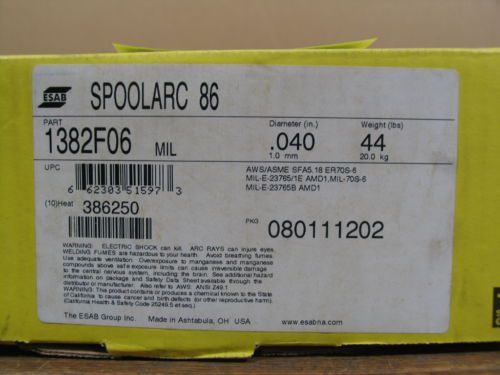 ESAB
SPOOLARC 86
PART
1382F06 MIL
Diameter (in.)
.040
1.0 mm
Weight (lbs)
44
20.0 kg
UPC
6 62303 51597 3
AWS/ASME SFA5.18 ER70S-6
MIL-E-23765/1E AMD1,MIL-70S-6
MIL-E-23765B AMD1
(10)Heat 386250
PKG 080111202
WARNING: ELECTRIC SHOCK can kill. ARC RAYS can injure eyes.
WELDING FUMES are hazardous to your health. Avoid breathing fumes.
Use adequate ventilation. Overexposure to manganese and manganese
compounds above safe exposure limits can cause irreversible damage
to the central nervous system, including the brain. See additional hazard
information on package and Safety Data Sheet available through the
distributor or manufacturer. Also refer to AWS: ANSI Z49.1
WARNING: This product contains or produces a chemical known to the State
of California to cause cancer and birth defects (or other reproductive harm).
(California Health & Safety Code 25249.5 et seq.)
The ESAB Group Inc. Made in Ashtabula, OH USA www.esabna.com